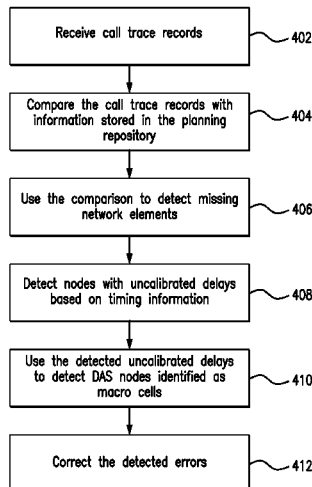 Receive call trace records
402
Compare the call trace records with
information stored in the planning
repository
404
Use the comparison to detect missing
network elements
406
Detect nodes with uncalibrated delays
based on timing information
408
Use the detected uncalibrated delays
to detect DAS nodes identified as
macro cells
410
Correct the detected errors
412